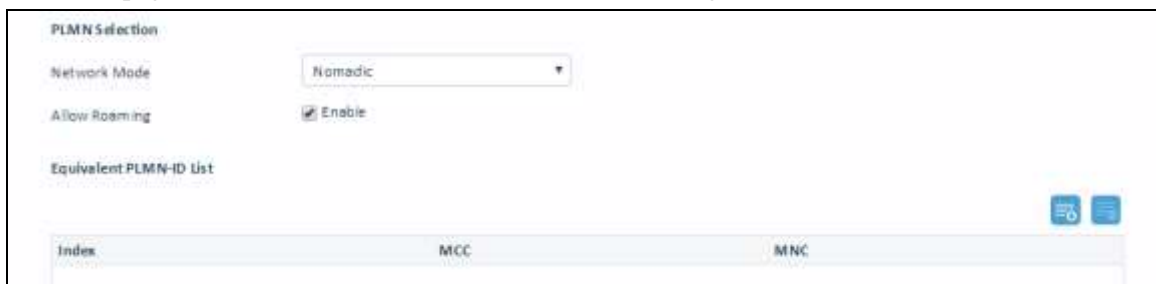 PLMN Selection
Network Mode Nomadic
Allow Roaming Enable
Equivalent PLMN-ID List
Index MCC MNC